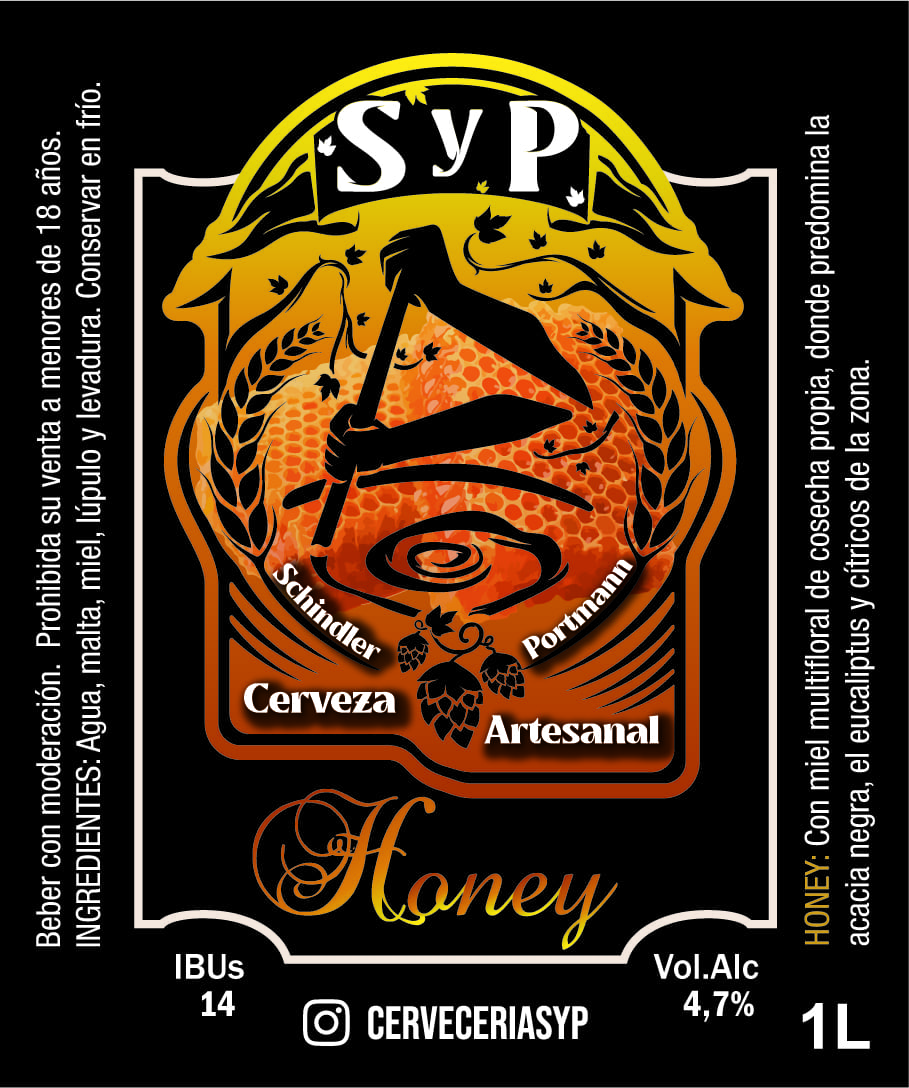 SyP
Schindler
Portmann
Cerveza
Artesanal
Honey
IBUs
14
Vol.Alc
4,7%
CERVECERIASYP
1L
Beber con moderación.  Prohibida su venta a menores de 18 años.
INGREDIENTES: Agua, malta, miel, lúpulo y levadura. Conservar en frío.
HONEY: Con miel multifloral de cosecha propia, donde predomina la
acacia negra, el eucaliptus y cítricos de la zona.